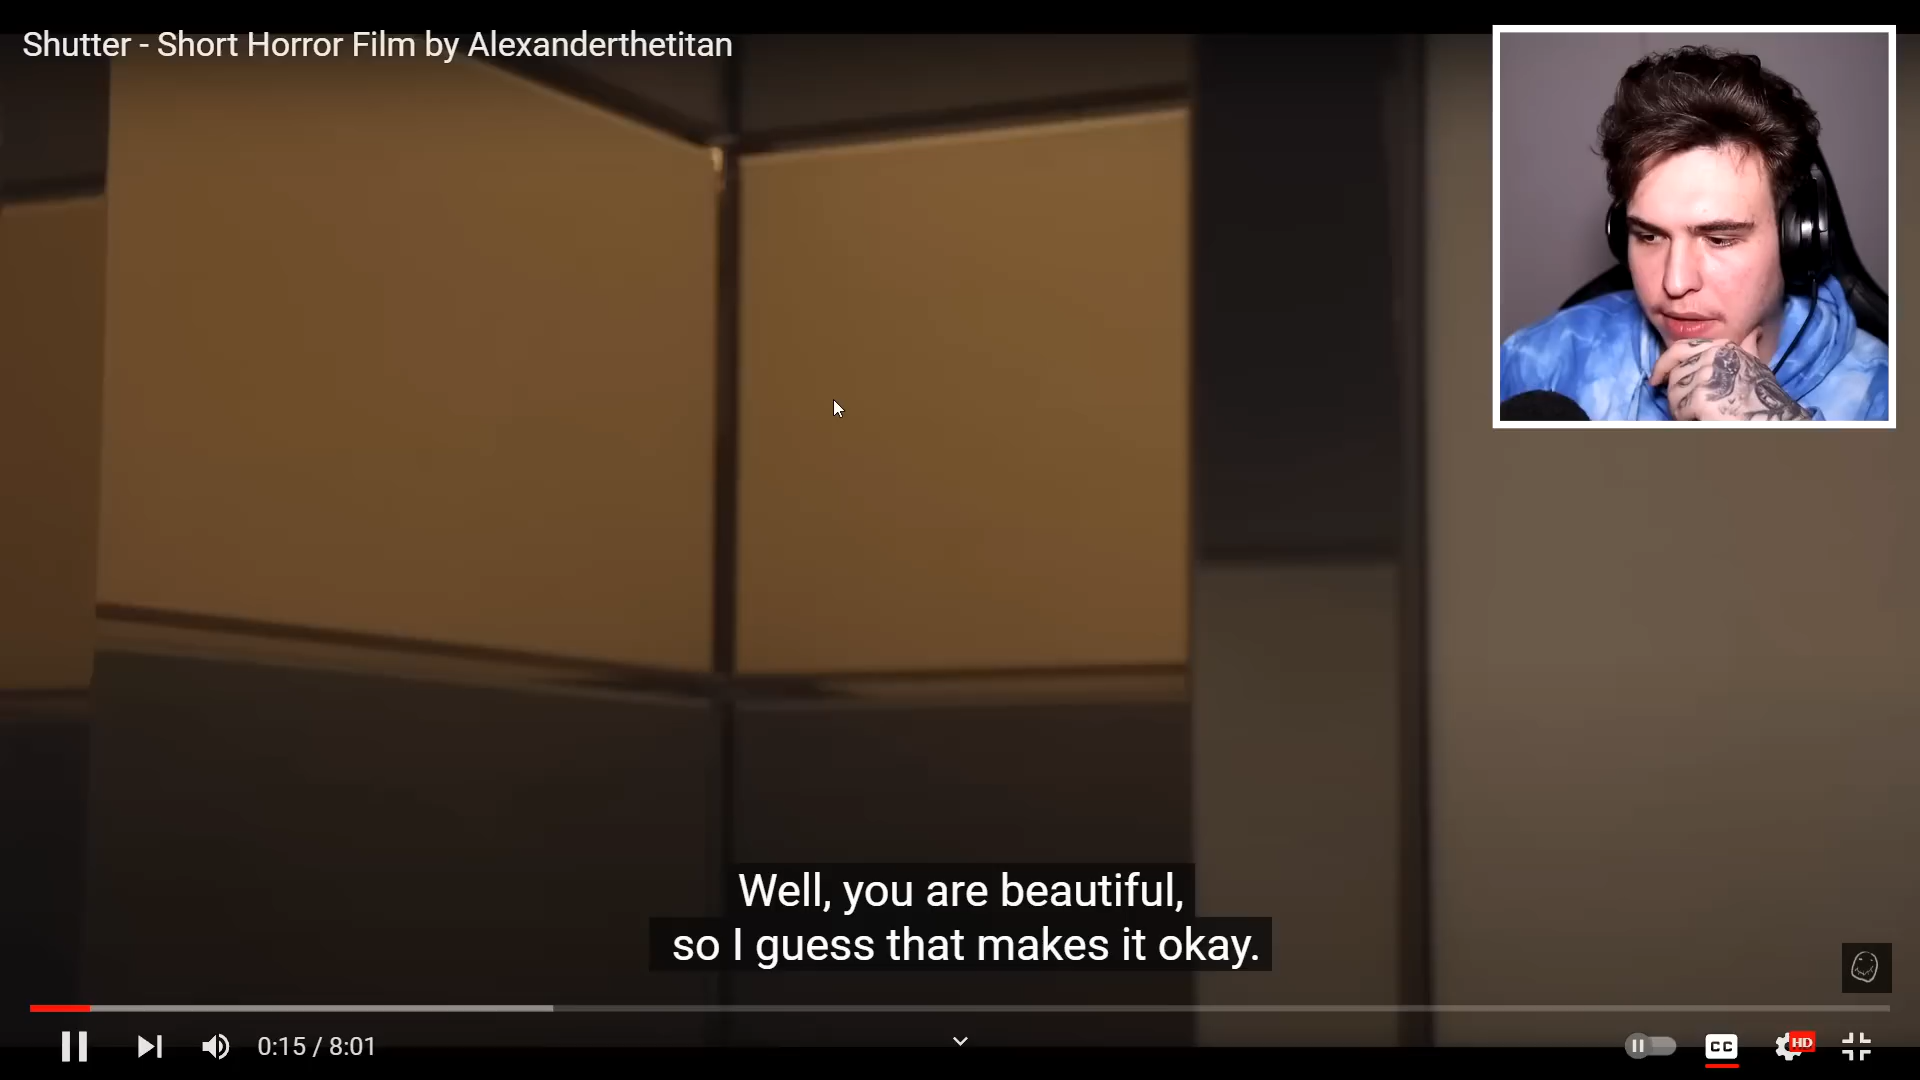 Shutter - Short Horror Film by Alexanderthetitan
Well, you are beautiful,
so I guess that makes it okay.
0:15 / 8:01
CC
HD